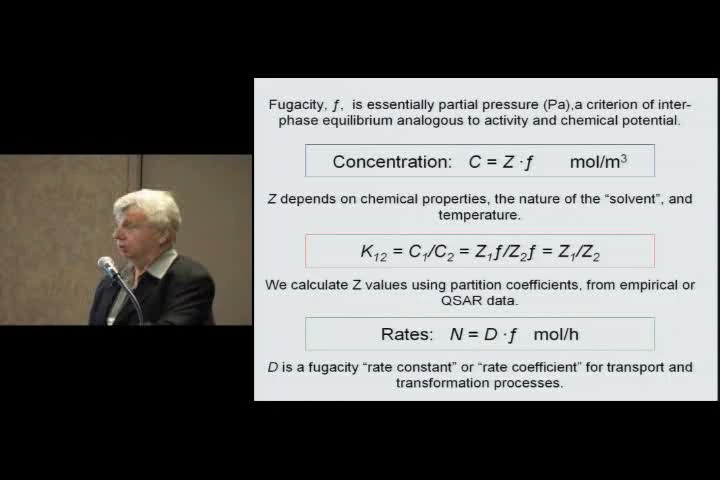 Fugacity, ƒ, is essentially partial pressure (Pa),a criterion of inter-
phase equilibrium analogous to activity and chemical potential.
Concentration: C = Z ·ƒ mol/m³
Z depends on chemical properties, the nature of the “solvent”, and
temperature.
K₁₂ = C₁/C₂ = Z₁ƒ/Z₂ƒ = Z₁/Z₂
We calculate Z values using partition coefficients, from empirical or
QSAR data.
Rates: N = D ·ƒ mol/h
D is a fugacity “rate constant” or “rate coefficient” for transport and
transformation processes.